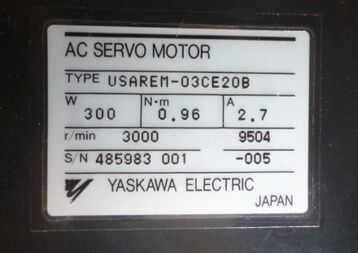 AC SERVO MOTOR
TYPE USAREM-03CE20B
W N·m A
300 0.96 2.7
r/min 3000 9504
S/N 485983 001 -005
YASKAWA ELECTRIC
JAPAN